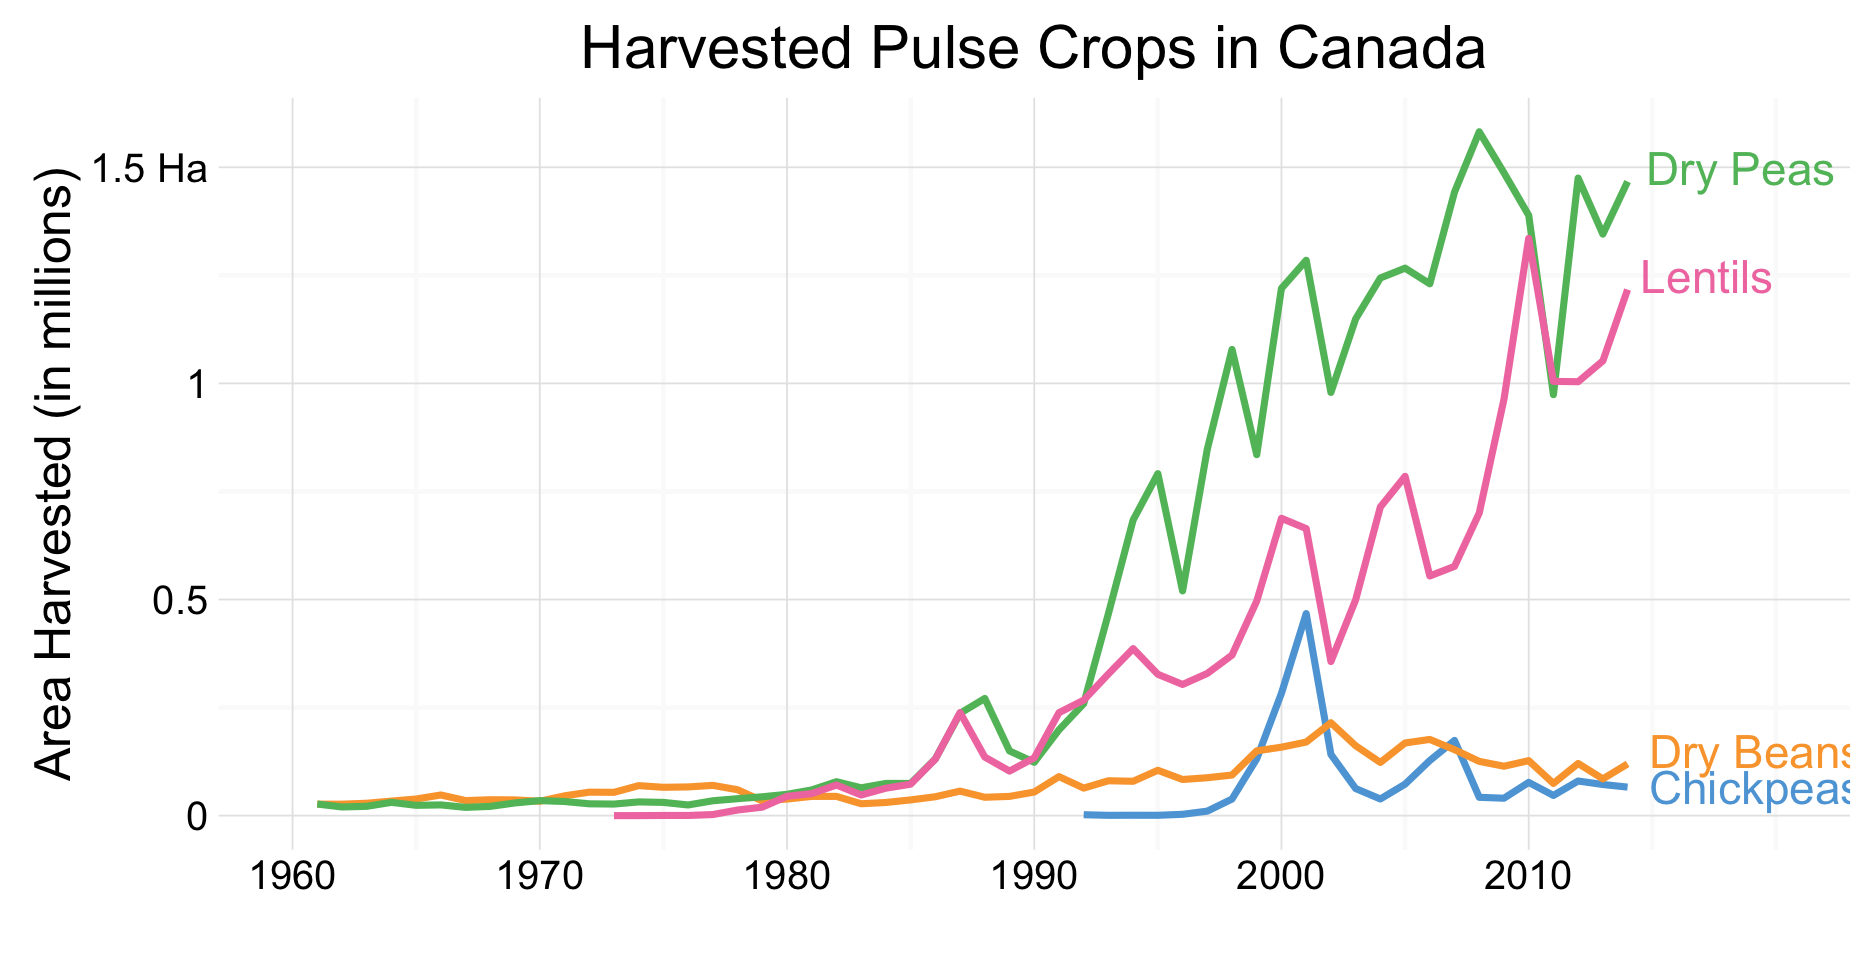 Harvested Pulse Crops in Canada
Area Harvested (in millions)
1.5 Ha
1
0.5
0
Dry Peas
Lentils
Dry Beans
Chickpeas
1960 1970 1980 1990 2000 2010